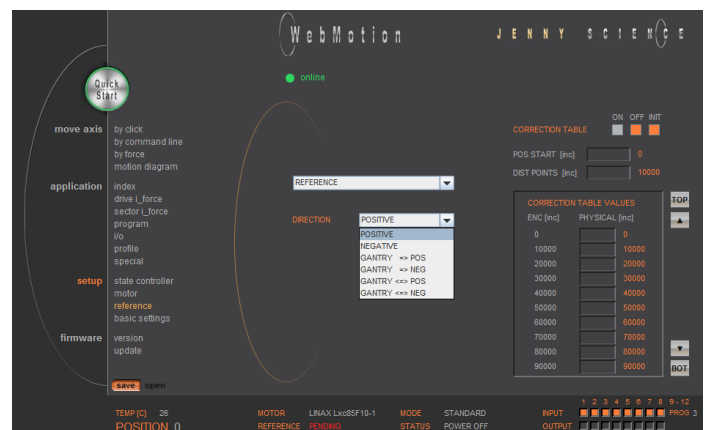 WebMotion
JENNY SCIENCE
online
Quick
Start
move axis
by click
by command line
by force
motion diagram
application
index
drive i_force
sector i_force
program
i/o
profile
special
setup
state controller
motor
reference
basic settings
firmware
version
update
save open
REFERENCE
DIRECTION POSITIVE
POSITIVE
NEGATIVE
GANTRY => POS
GANTRY => NEG
GANTRY <=> POS
GANTRY <=> NEG
ON OFF INIT
CORRECTION TABLE
POS START [inc] 0
DIST POINTS [inc] 10000
CORRECTION TABLE VALUES
ENC [inc] PHYSICAL [inc]
0 0
10000 10000
20000 20000
30000 30000
40000 40000
50000 50000
60000 60000
70000 70000
80000 80000
90000 90000
TOP
BOT
1 2 3 4 5 6 7 8 9-12
TEMP [C] 26 MOTOR LINAX Lxc85F10-1 MODE STANDARD INPUT PROG 3
POSITION 0 REFERENCE PENDING STATUS POWER OFF OUTPUT